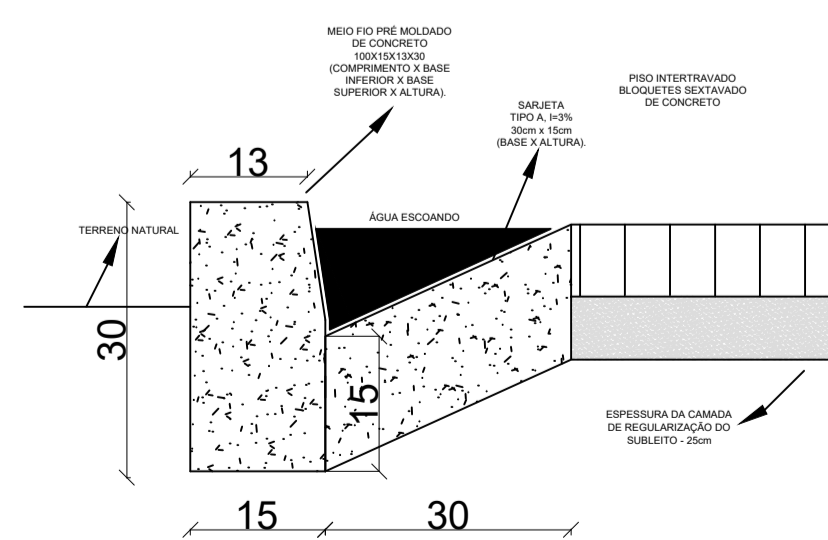 MEIO FIO PRÉ MOLDADO
DE CONCRETO
100X15X13X30
(COMPRIMENTO X BASE
INFERIOR X BASE
SUPERIOR X ALTURA).
PISO INTERTRAVADO
BLOQUETES SEXTAVADO
DE CONCRETO
SARJETA
TIPO A, I=3%
30cm x 15cm
(BASE X ALTURA).
13
ÁGUA ESCOANDO
TERRENO NATURAL
30
15
ESPESSURA DA CAMADA
DE REGULARIZAÇÃO DO
SUBLEITO - 25cm
15
30